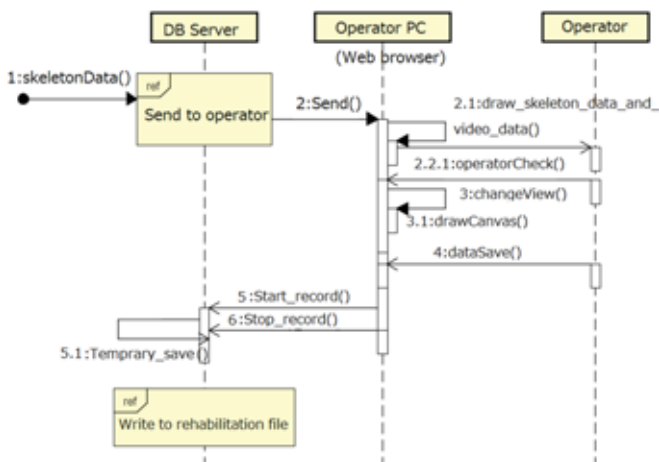 DB Server
Operator PC
Operator
(Web browser)
1:skeletonData()
ref
Send to operator
2:Send()
2.1:draw_skeleton_data_and_
video_data()
2.2.1:operatorCheck()
3:changeView()
3.1:drawCanvas()
4:dataSave()
5:Start_record()
6:Stop_record()
5.1:Temprary_save()
ref
Write to rehabilitation file